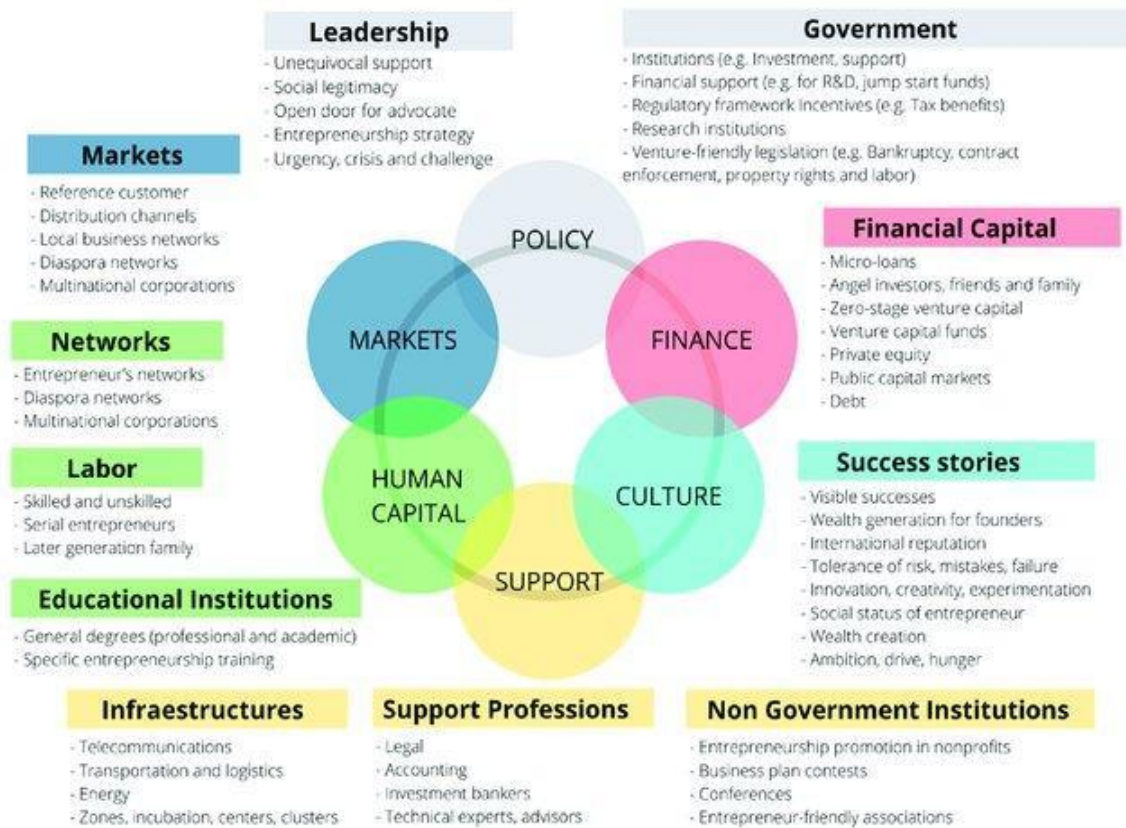 Leadership
- Unequivocal support
- Social legitimacy
- Open door for advocate
- Entrepreneurship strategy
- Urgency, crisis and challenge
Government
- Institutions (e.g. Investment, support)
- Financial support (e.g. for R&D, jump start funds)
- Regulatory framework Incentives (e.g. Tax benefits)
- Research institutions
- Venture-friendly legislation (e.g. Bankruptcy, contract
enforcement, property rights and labor)
Markets
- Reference customer
- Distribution channels
- Local business networks
- Diaspora networks
- Multinational corporations
Networks
- Entrepreneur's networks
- Diaspora networks
- Multinational corporations
Labor
- Skilled and unskilled
- Serial entrepreneurs
- Later generation family
Educational Institutions
- General degrees (professional and academic)
- Specific entrepreneurship training
POLICY
MARKETS
FINANCE
HUMAN
CAPITAL
CULTURE
SUPPORT
Financial Capital
- Micro-loans
- Angel investors, friends and family
- Zero-stage venture capital
- Venture capital funds
- Private equity
- Public capital markets
- Debt
Success stories
- Visible successes
- Wealth generation for founders
- International reputation
- Tolerance of risk, mistakes, failure
- Innovation, creativity, experimentation
- Social status of entrepreneur
- Wealth creation
- Ambition, drive, hunger
Infraestructures
- Telecommunications
- Transportation and logistics
- Energy
- Zones, incubation, centers, clusters
Support Professions
- Legal
- Accounting
- Investment bankers
- Technical experts, advisors
Non Government Institutions
- Entrepreneurship promotion in nonprofits
- Business plan contests
- Conferences
- Entrepreneur-friendly associations